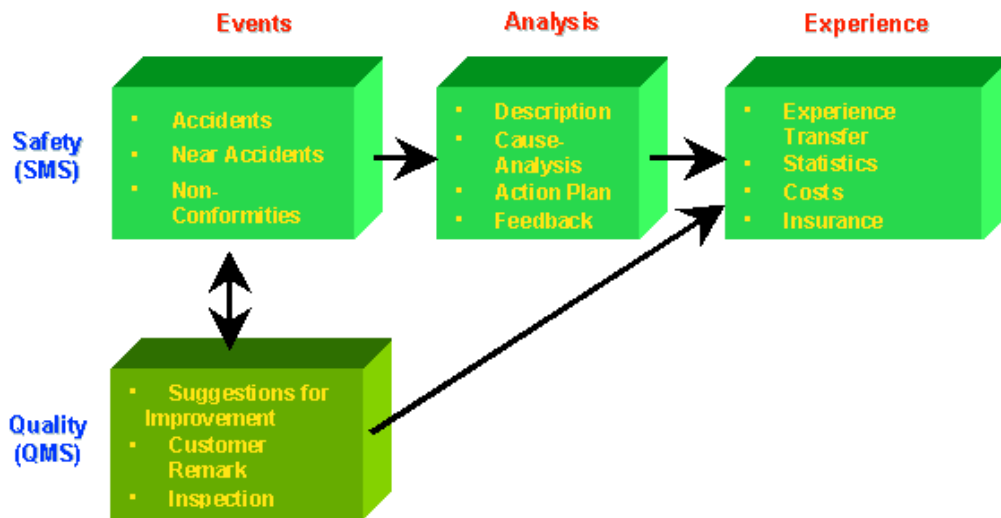 Events
Analysis
Experience
Safety
(SMS)
▪ Accidents
▪ Near Accidents
▪ Non-
Conformities
▪ Description
▪ Cause-
Analysis
▪ Action Plan
▪ Feedback
▪ Experience
Transfer
▪ Statistics
▪ Costs
▪ Insurance
Quality
(QMS)
▪ Suggestions for
Improvement
▪ Customer
Remark
▪ Inspection